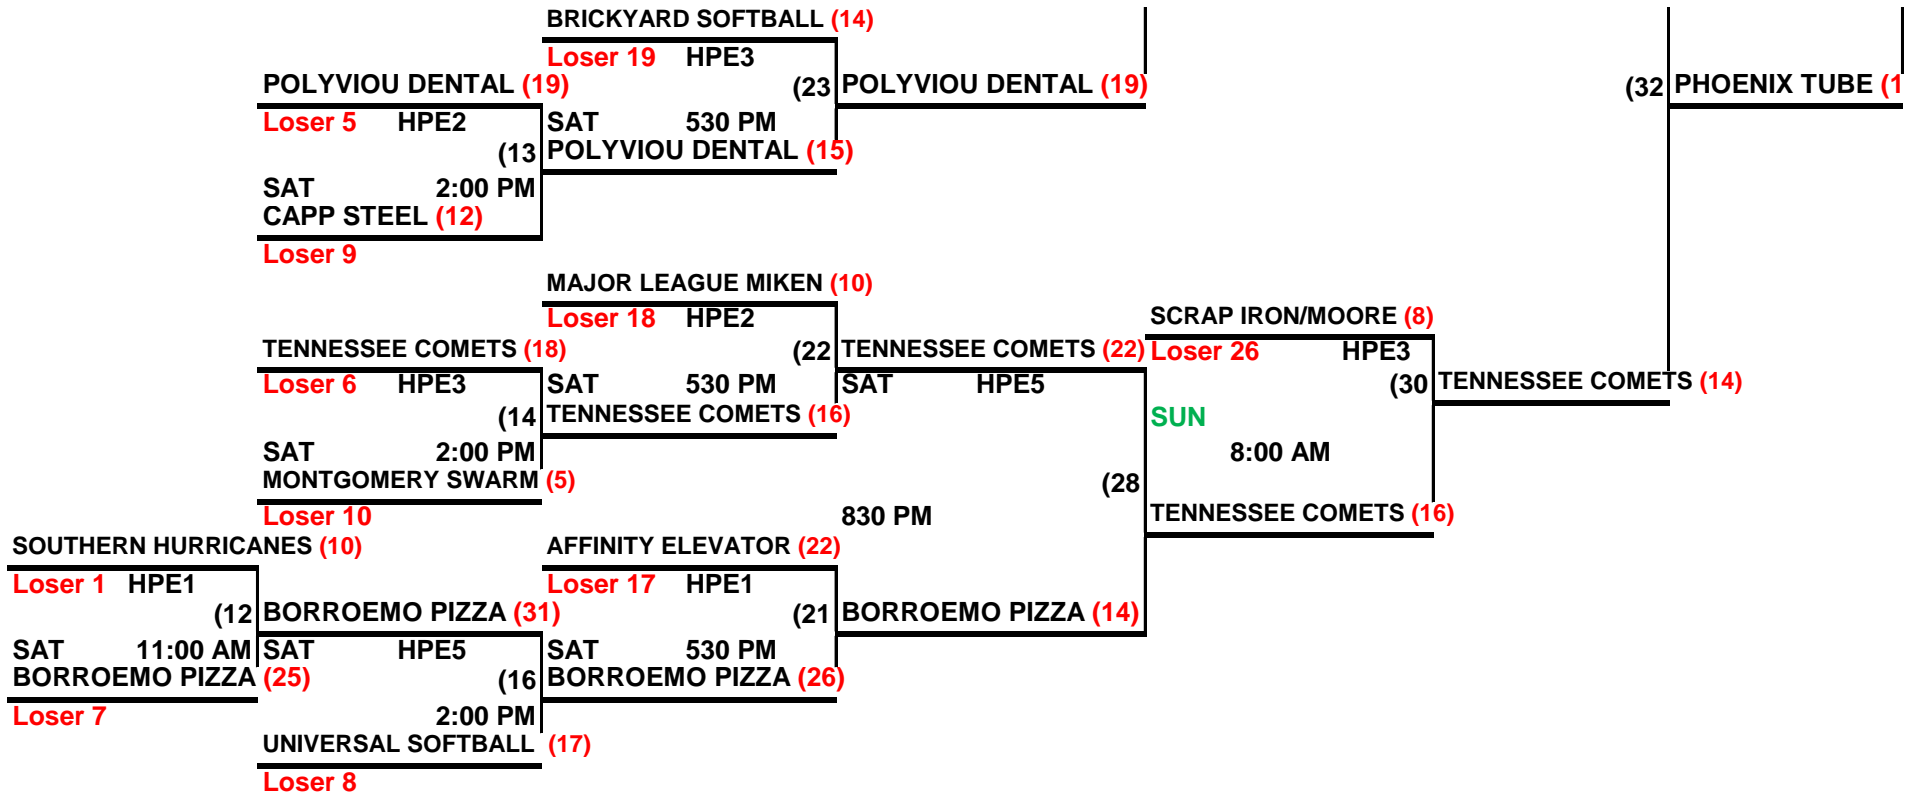 BRICKYARD SOFTBALL (14)
Loser 19 HPE3
POLYVIOU DENTAL (19) (23 POLYVIOU DENTAL (19) (32 PHOENIX TUBE (1
Loser 5 HPE2 SAT 530 PM
(13 POLYVIOU DENTAL (15)
SAT 2:00 PM
CAPP STEEL (12)
Loser 9
MAJOR LEAGUE MIKEN (10)
Loser 18 HPE2 SCRAP IRON/MOORE (8)
TENNESSEE COMETS (18) (22 TENNESSEE COMETS (22) Loser 26 HPE3
Loser 6 HPE3 SAT 530 PM SAT HPE5 (30 TENNESSEE COMETS (14)
(14 TENNESSEE COMETS (16) SUN
SAT 2:00 PM 8:00 AM
MONTGOMERY SWARM (5) (28
Loser 10 830 PM TENNESSEE COMETS (16)
SOUTHERN HURRICANES (10) AFFINITY ELEVATOR (22)
Loser 1 HPE1 Loser 17 HPE1
(12 BORROEMO PIZZA (31) (21 BORROEMO PIZZA (14)
SAT 11:00 AM SAT HPE5 SAT 530 PM
BORROEMO PIZZA (25) (16 BORROEMO PIZZA (26)
Loser 7 2:00 PM
UNIVERSAL SOFTBALL (17)
Loser 8